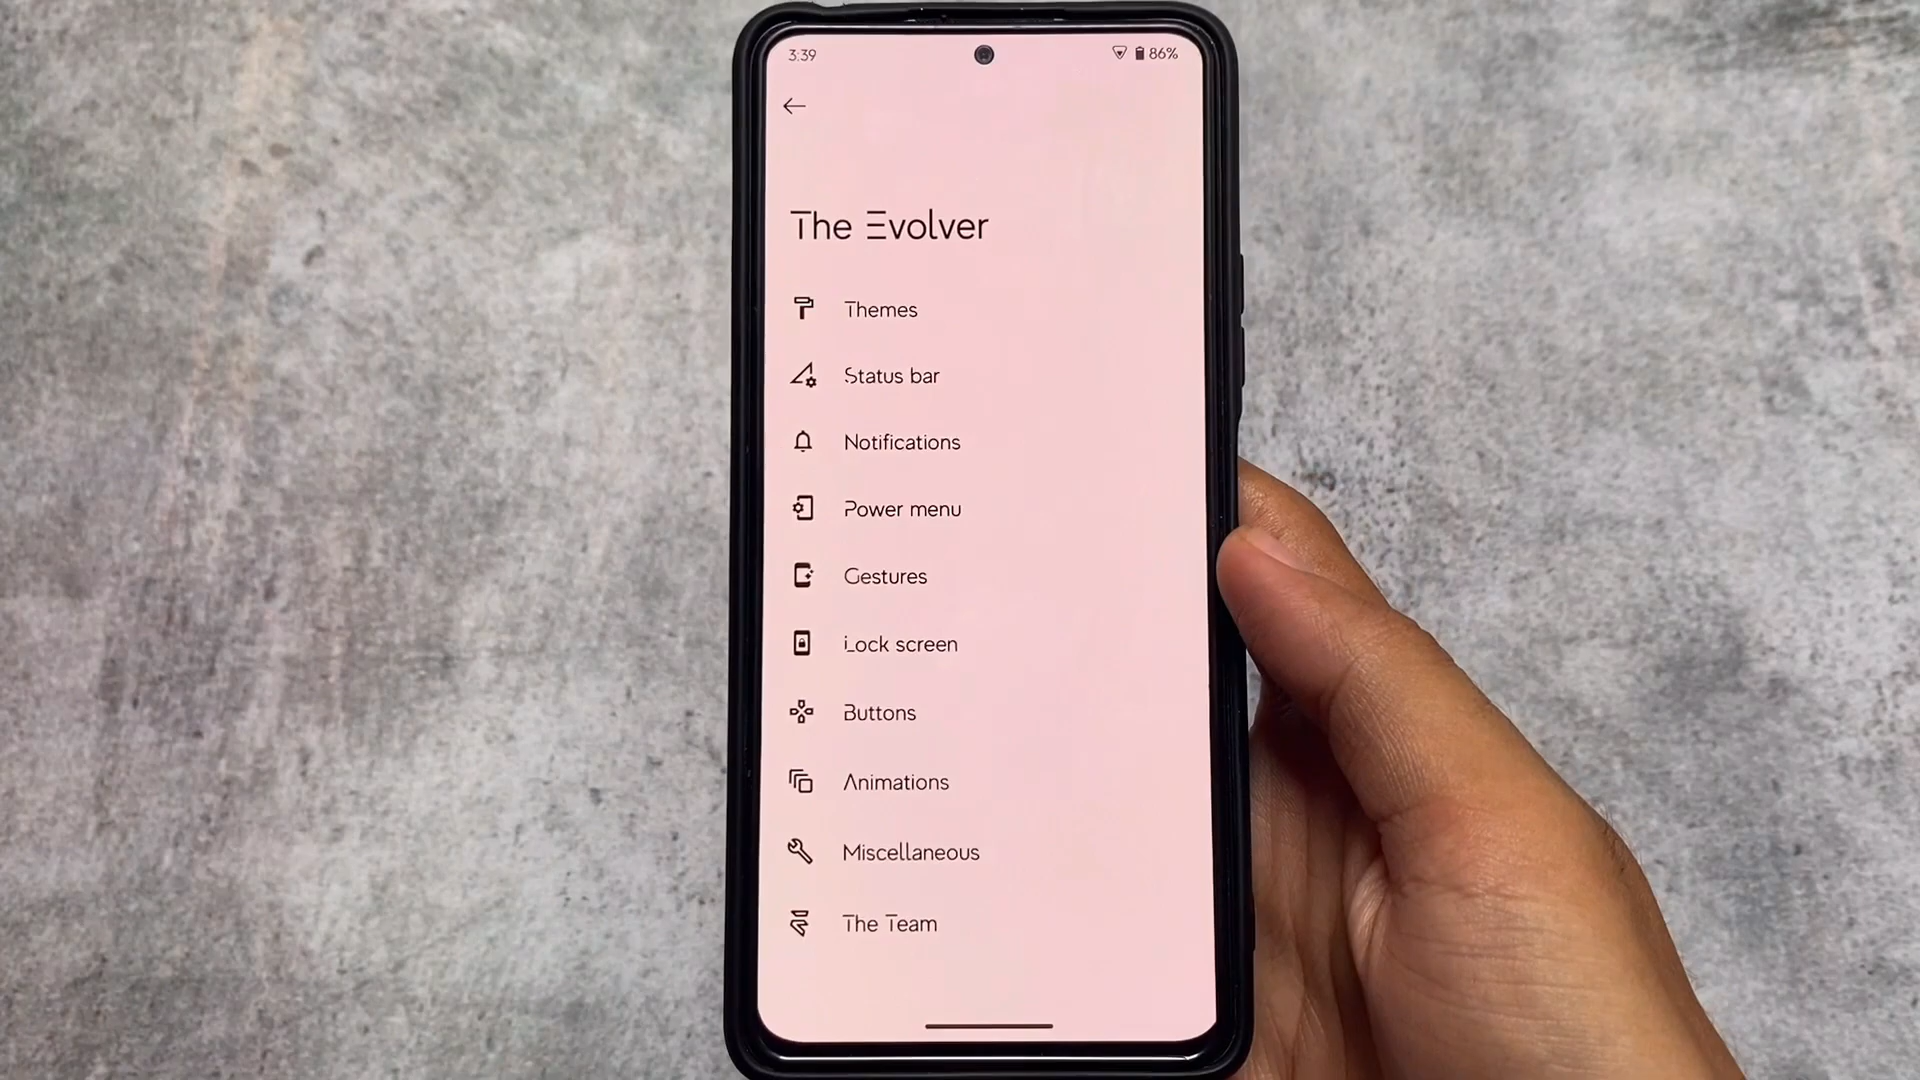 3:39
86%
The Evolver
Themes
Status bar
Notifications
Power menu
Gestures
Lock screen
Buttons
Animations
Miscellaneous
The Team